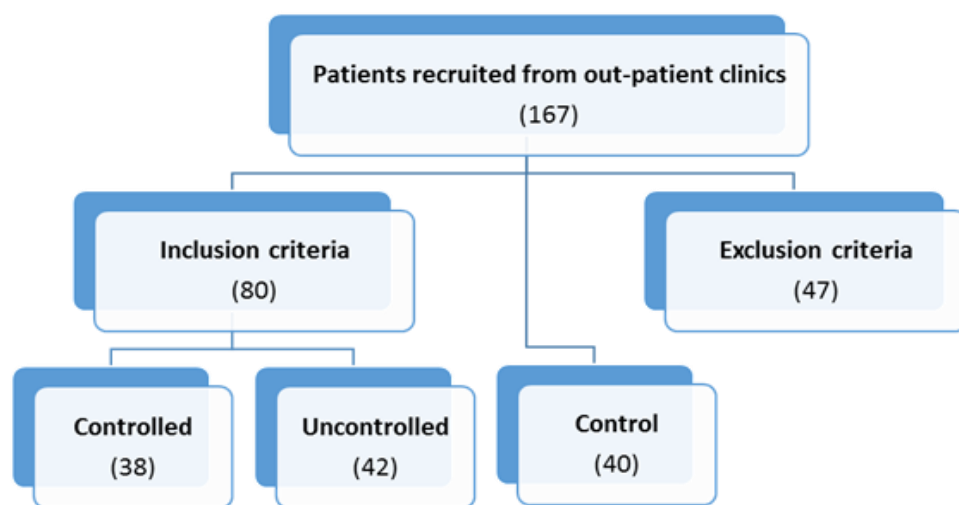 Patients recruited from out-patient clinics
(167)
Inclusion criteria
(80)
Exclusion criteria
(47)
Controlled
(38)
Uncontrolled
(42)
Control
(40)